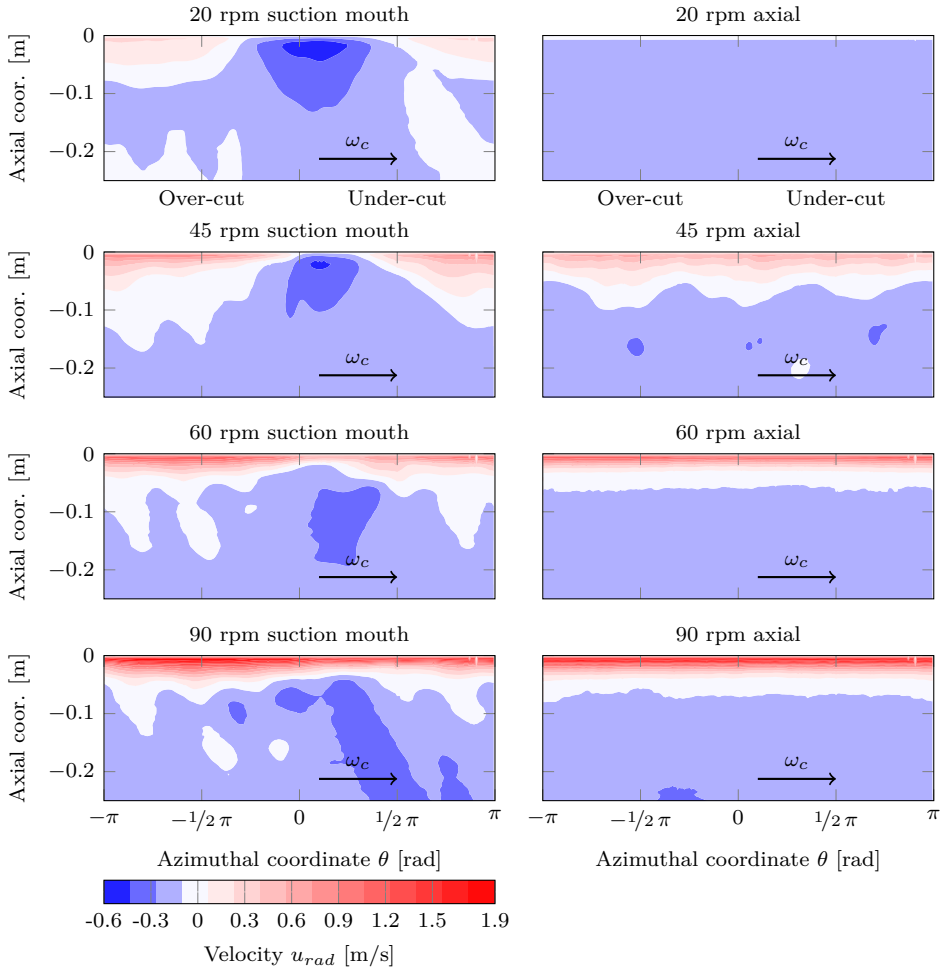 20 rpm suction mouth
20 rpm axial
Axial coor. [m]
0
−0.1
−0.2
ω_c
ω_c
Over-cut
Under-cut
Over-cut
Under-cut
45 rpm suction mouth
45 rpm axial
Axial coor. [m]
0
−0.1
−0.2
ω_c
ω_c
60 rpm suction mouth
60 rpm axial
Axial coor. [m]
0
−0.1
−0.2
ω_c
ω_c
90 rpm suction mouth
90 rpm axial
Axial coor. [m]
0
−0.1
−0.2
ω_c
ω_c
−π −1/2 π 0 1/2 π π
−π −1/2 π 0 1/2 π π
Azimuthal coordinate θ [rad]
Azimuthal coordinate θ [rad]
-0.6 -0.3 0 0.3 0.6 0.9 1.2 1.5 1.9
Velocity u_rad [m/s]